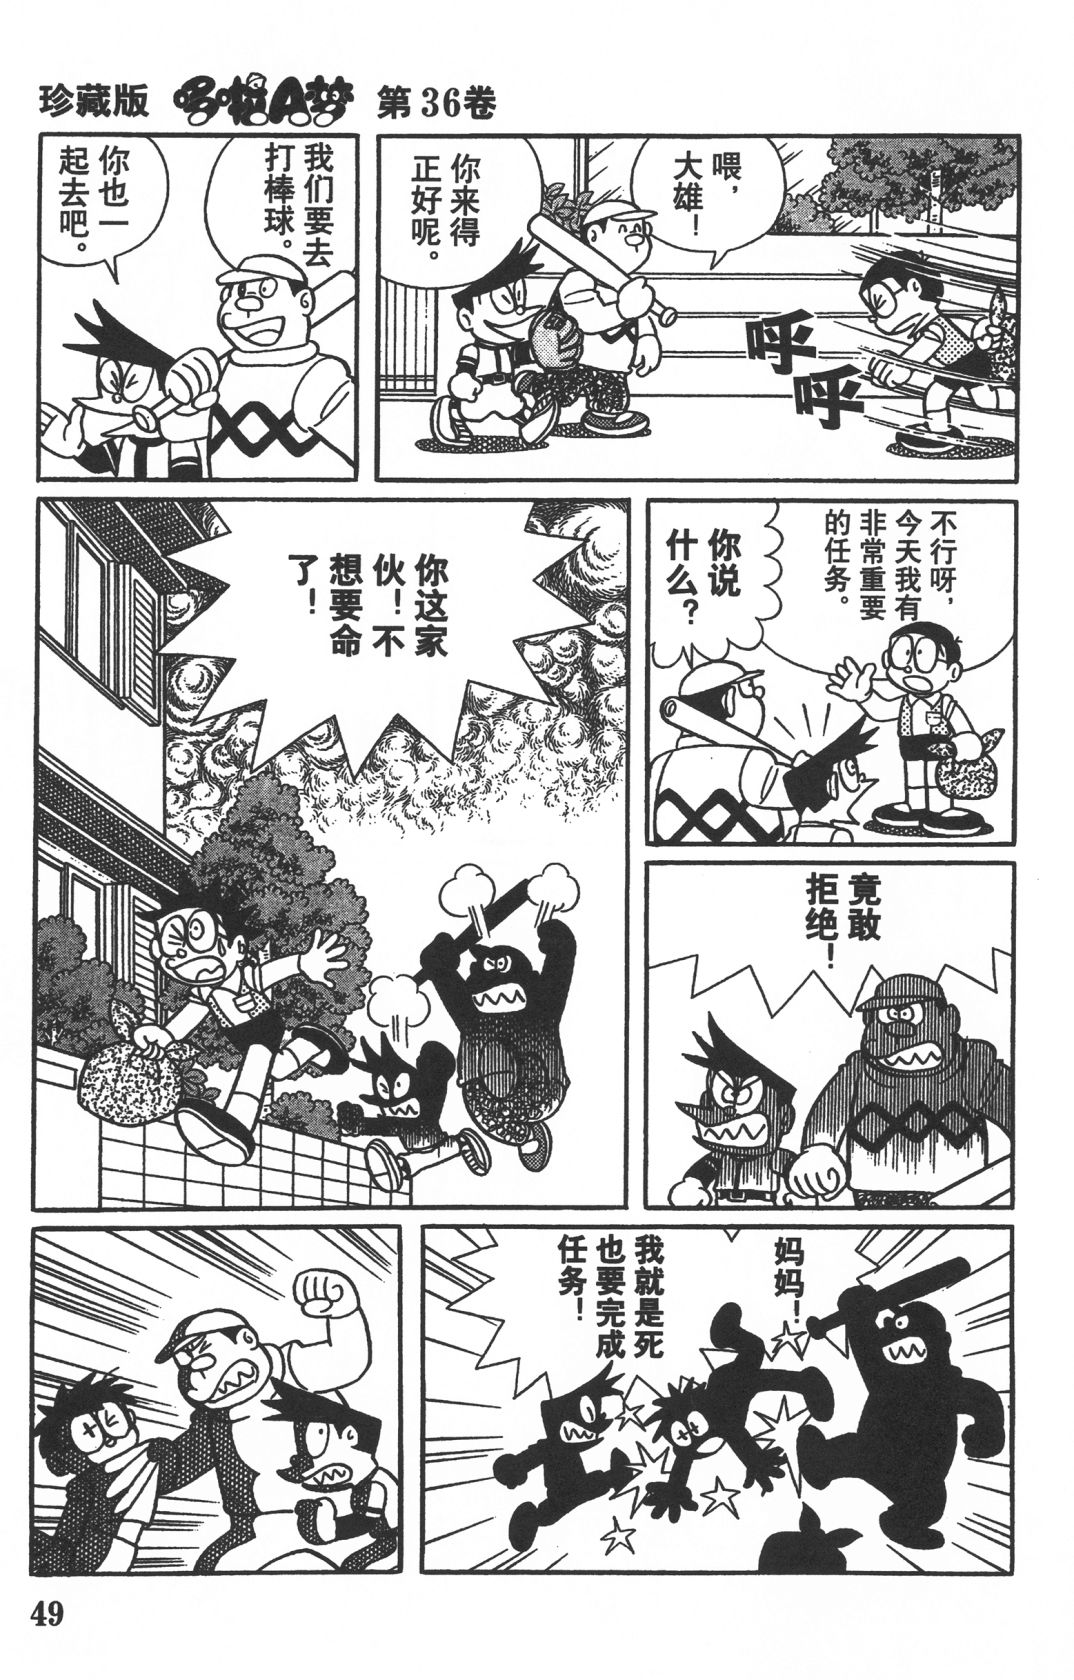 珍藏版 哆啦A梦 第36卷
喂，
大雄！
你来得
正好呢。
呼
呼
我们要去
打棒球。
你也一
起去吧。
不行呀，
今天我有
非常重要
的任务。
你说
什么？
竟敢
拒绝！
你这家
伙！不
想要命
了！
妈妈！
我就是死
也要完成
任务！
49